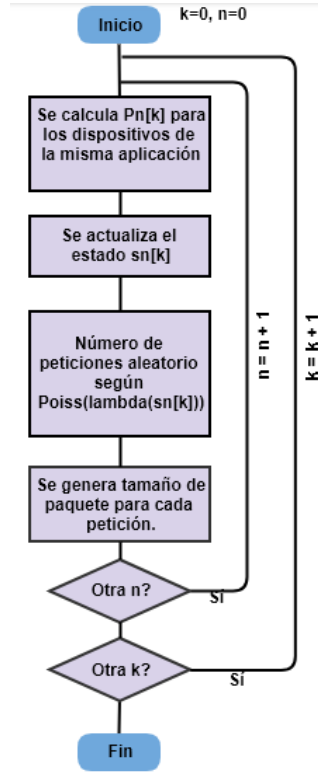 Inicio
k=0, n=0
Se calcula Pn[k] para
los dispositivos de
la misma aplicación
Se actualiza el
estado sn[k]
Número de
peticiones aleatorio
según
Poiss(lambda(sn[k]))
Se genera tamaño de
paquete para cada
petición.
Otra n?
Sí
n = n + 1
Otra k?
Sí
k = k + 1
Fin